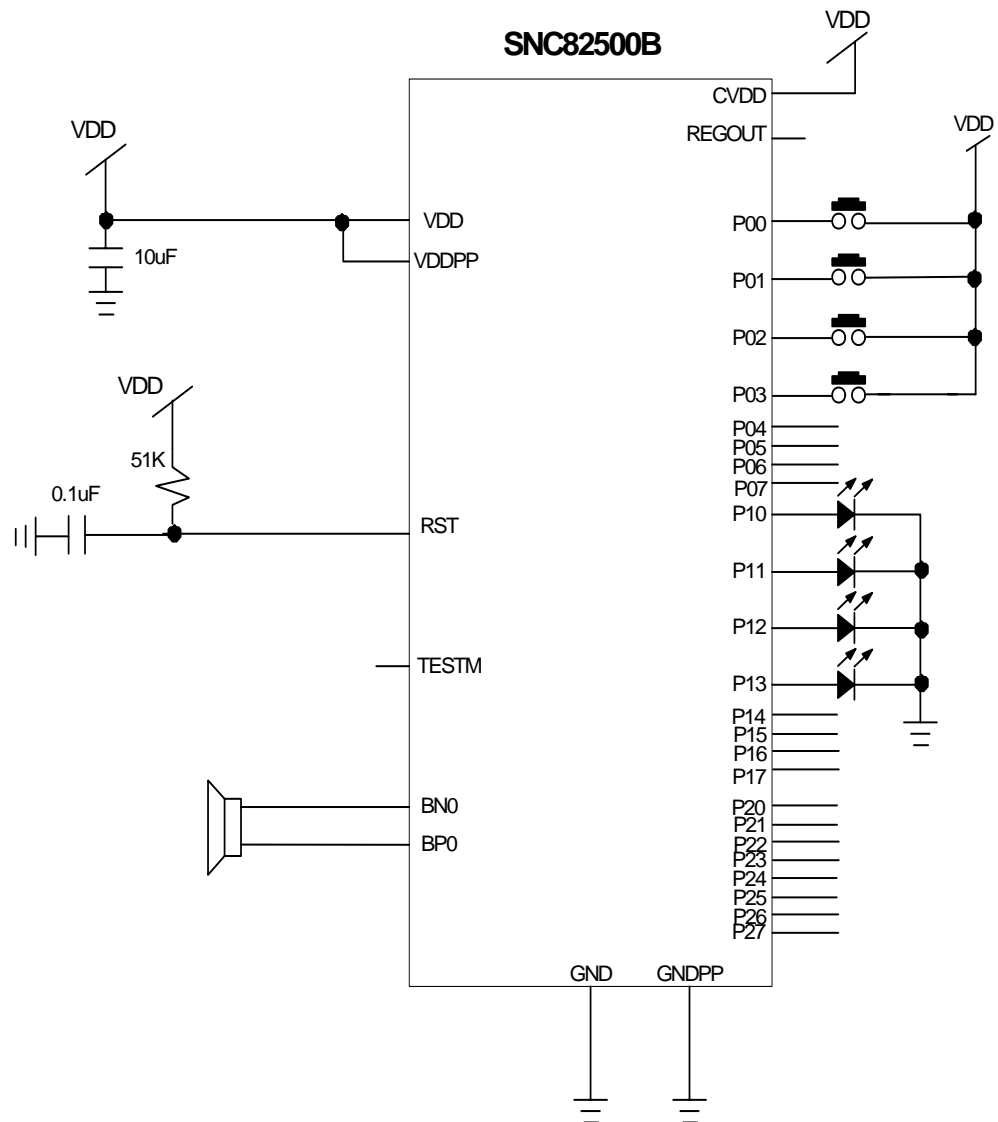 SNC82500B
VDD
CVDD
REGOUT
VDD
VDD
VDD
VDDPP
10uF
P00
P01
P02
P03
VDD
51K
0.1uF
RST
P04
P05
P06
P07
P10
P11
P12
P13
TESTM
P14
P15
P16
P17
BN0
BP0
P20
P21
P22
P23
P24
P25
P26
P27
GND
GNDPP